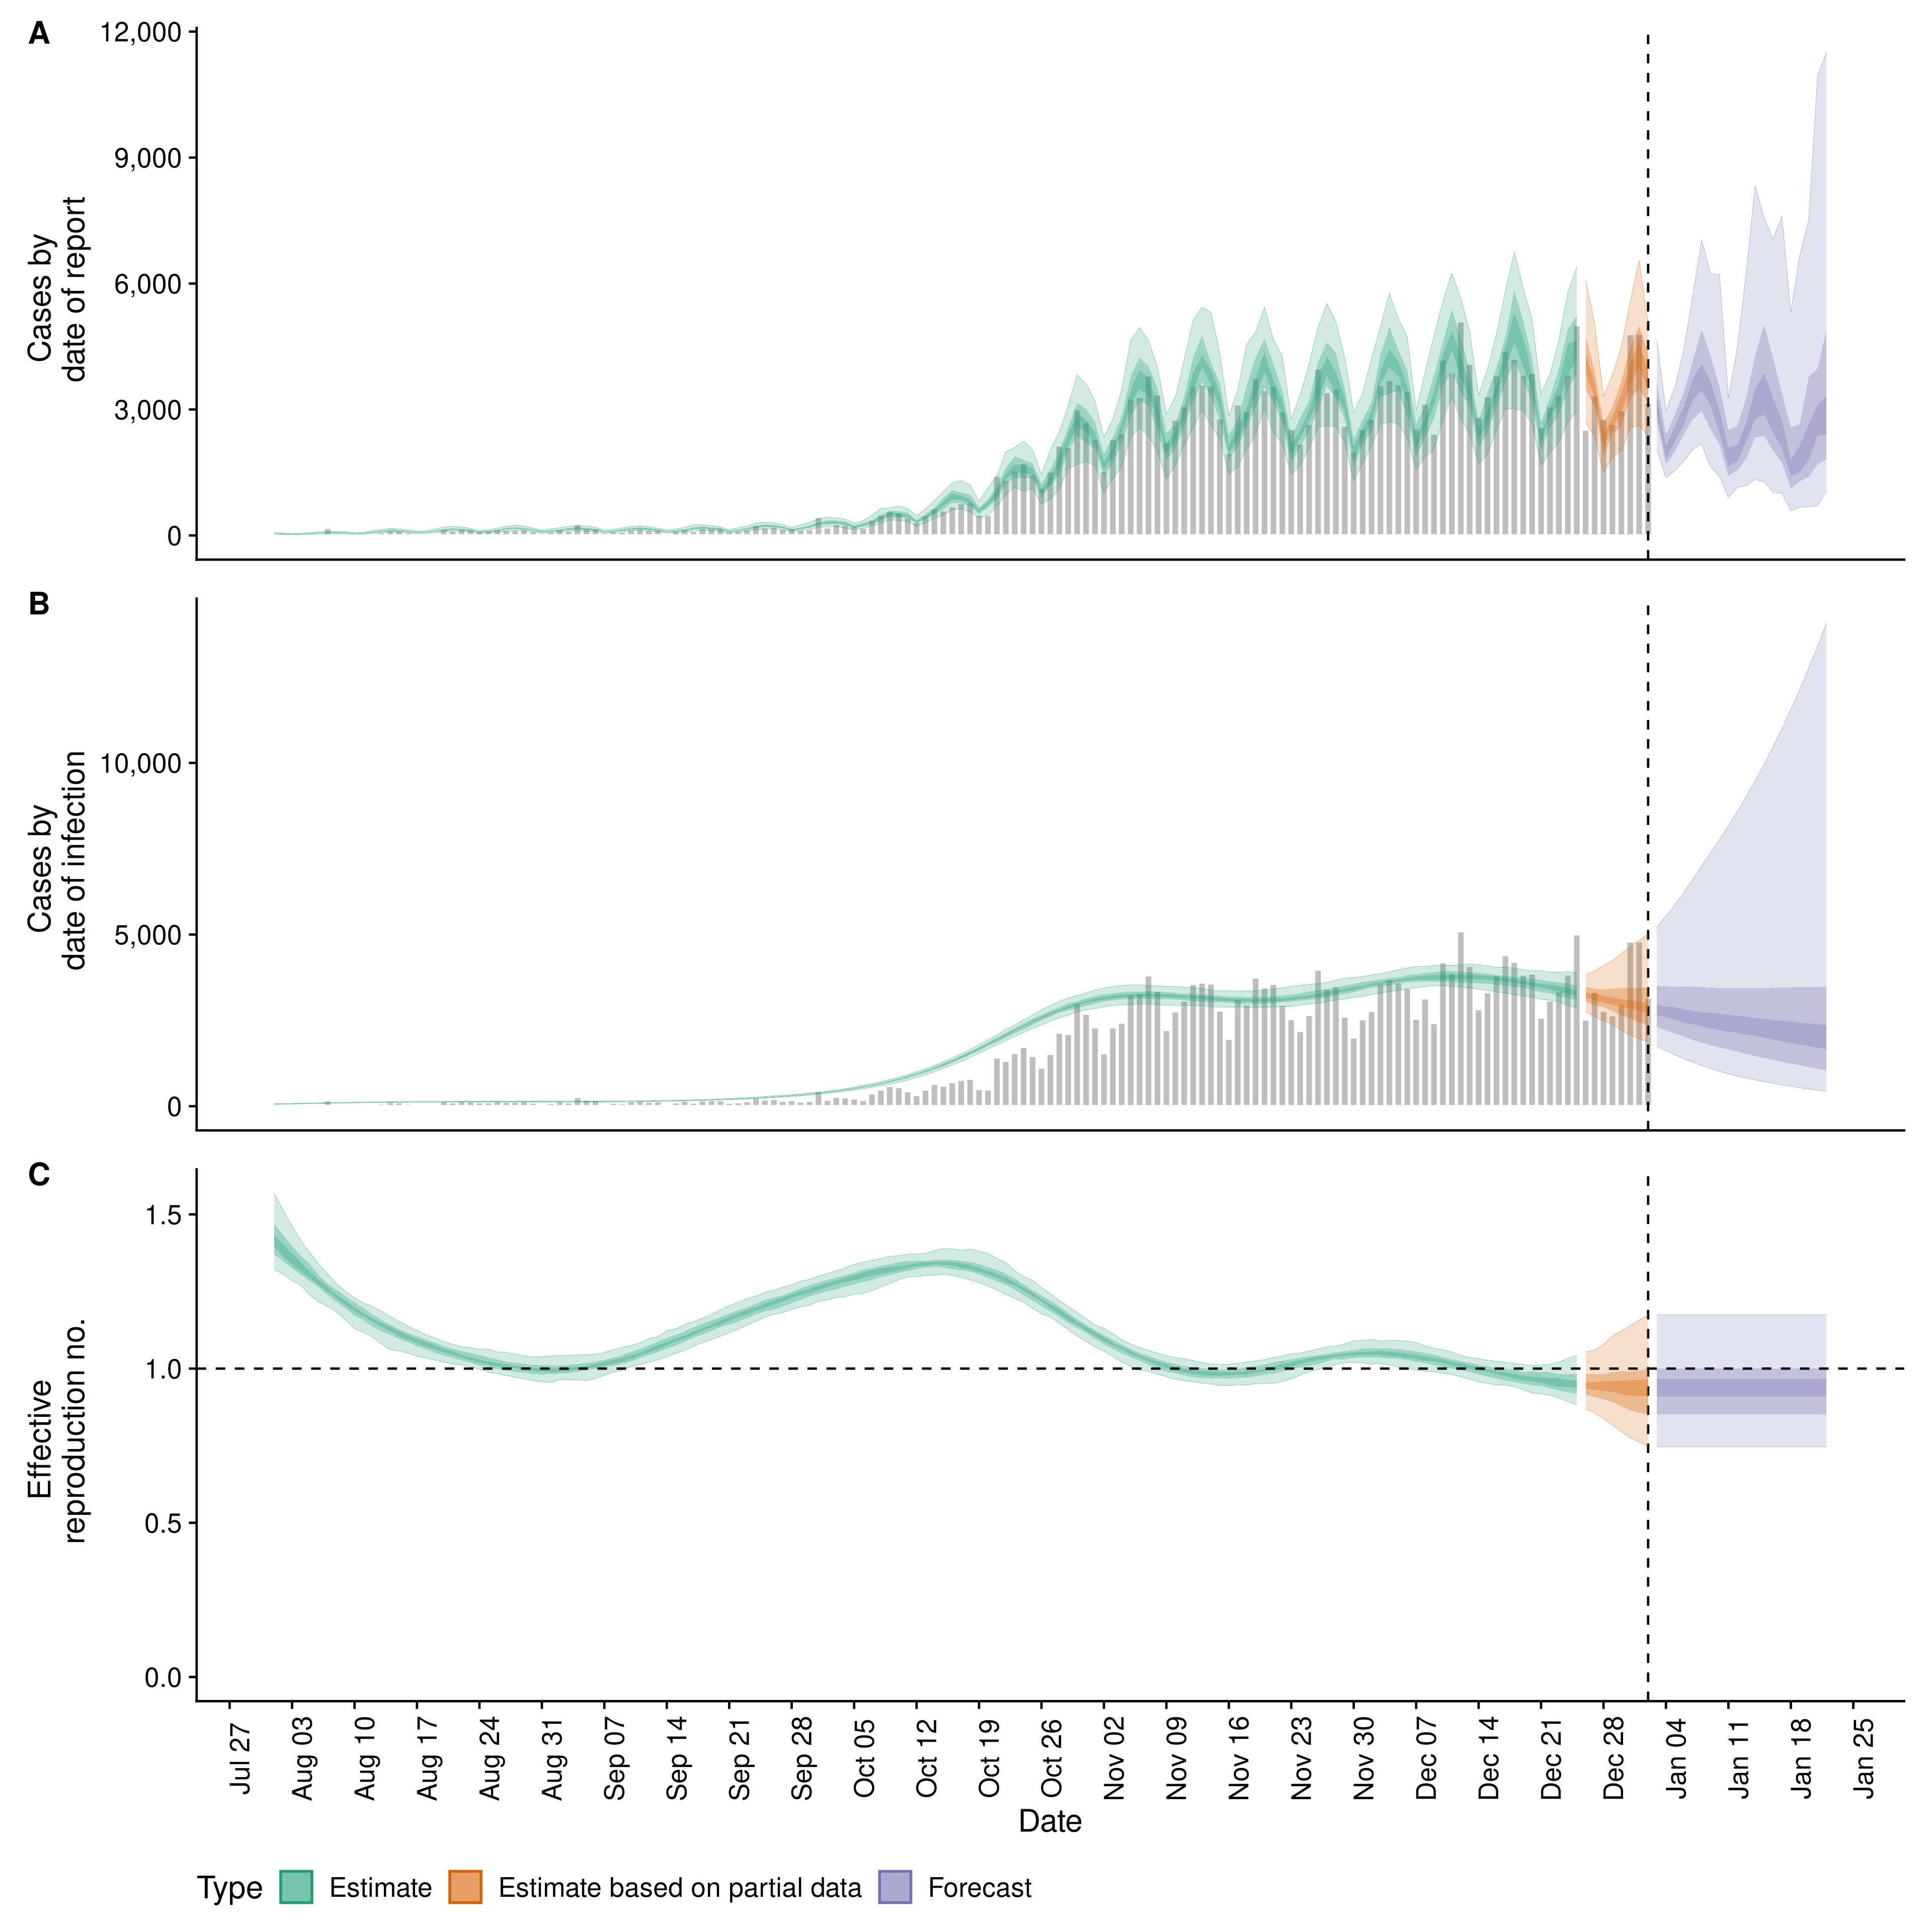 A
12,000
9,000
6,000
3,000
0
Cases by
date of report
B
10,000
5,000
0
Cases by
date of infection
C
1.5
1.0
0.5
0.0
Effective
reproduction no.
Jul 27
Aug 03
Aug 10
Aug 17
Aug 24
Aug 31
Sep 07
Sep 14
Sep 21
Sep 28
Oct 05
Oct 12
Oct 19
Oct 26
Nov 02
Nov 09
Nov 16
Nov 23
Nov 30
Dec 07
Dec 14
Dec 21
Dec 28
Jan 04
Jan 11
Jan 18
Jan 25
Date
Type Estimate Estimate based on partial data Forecast